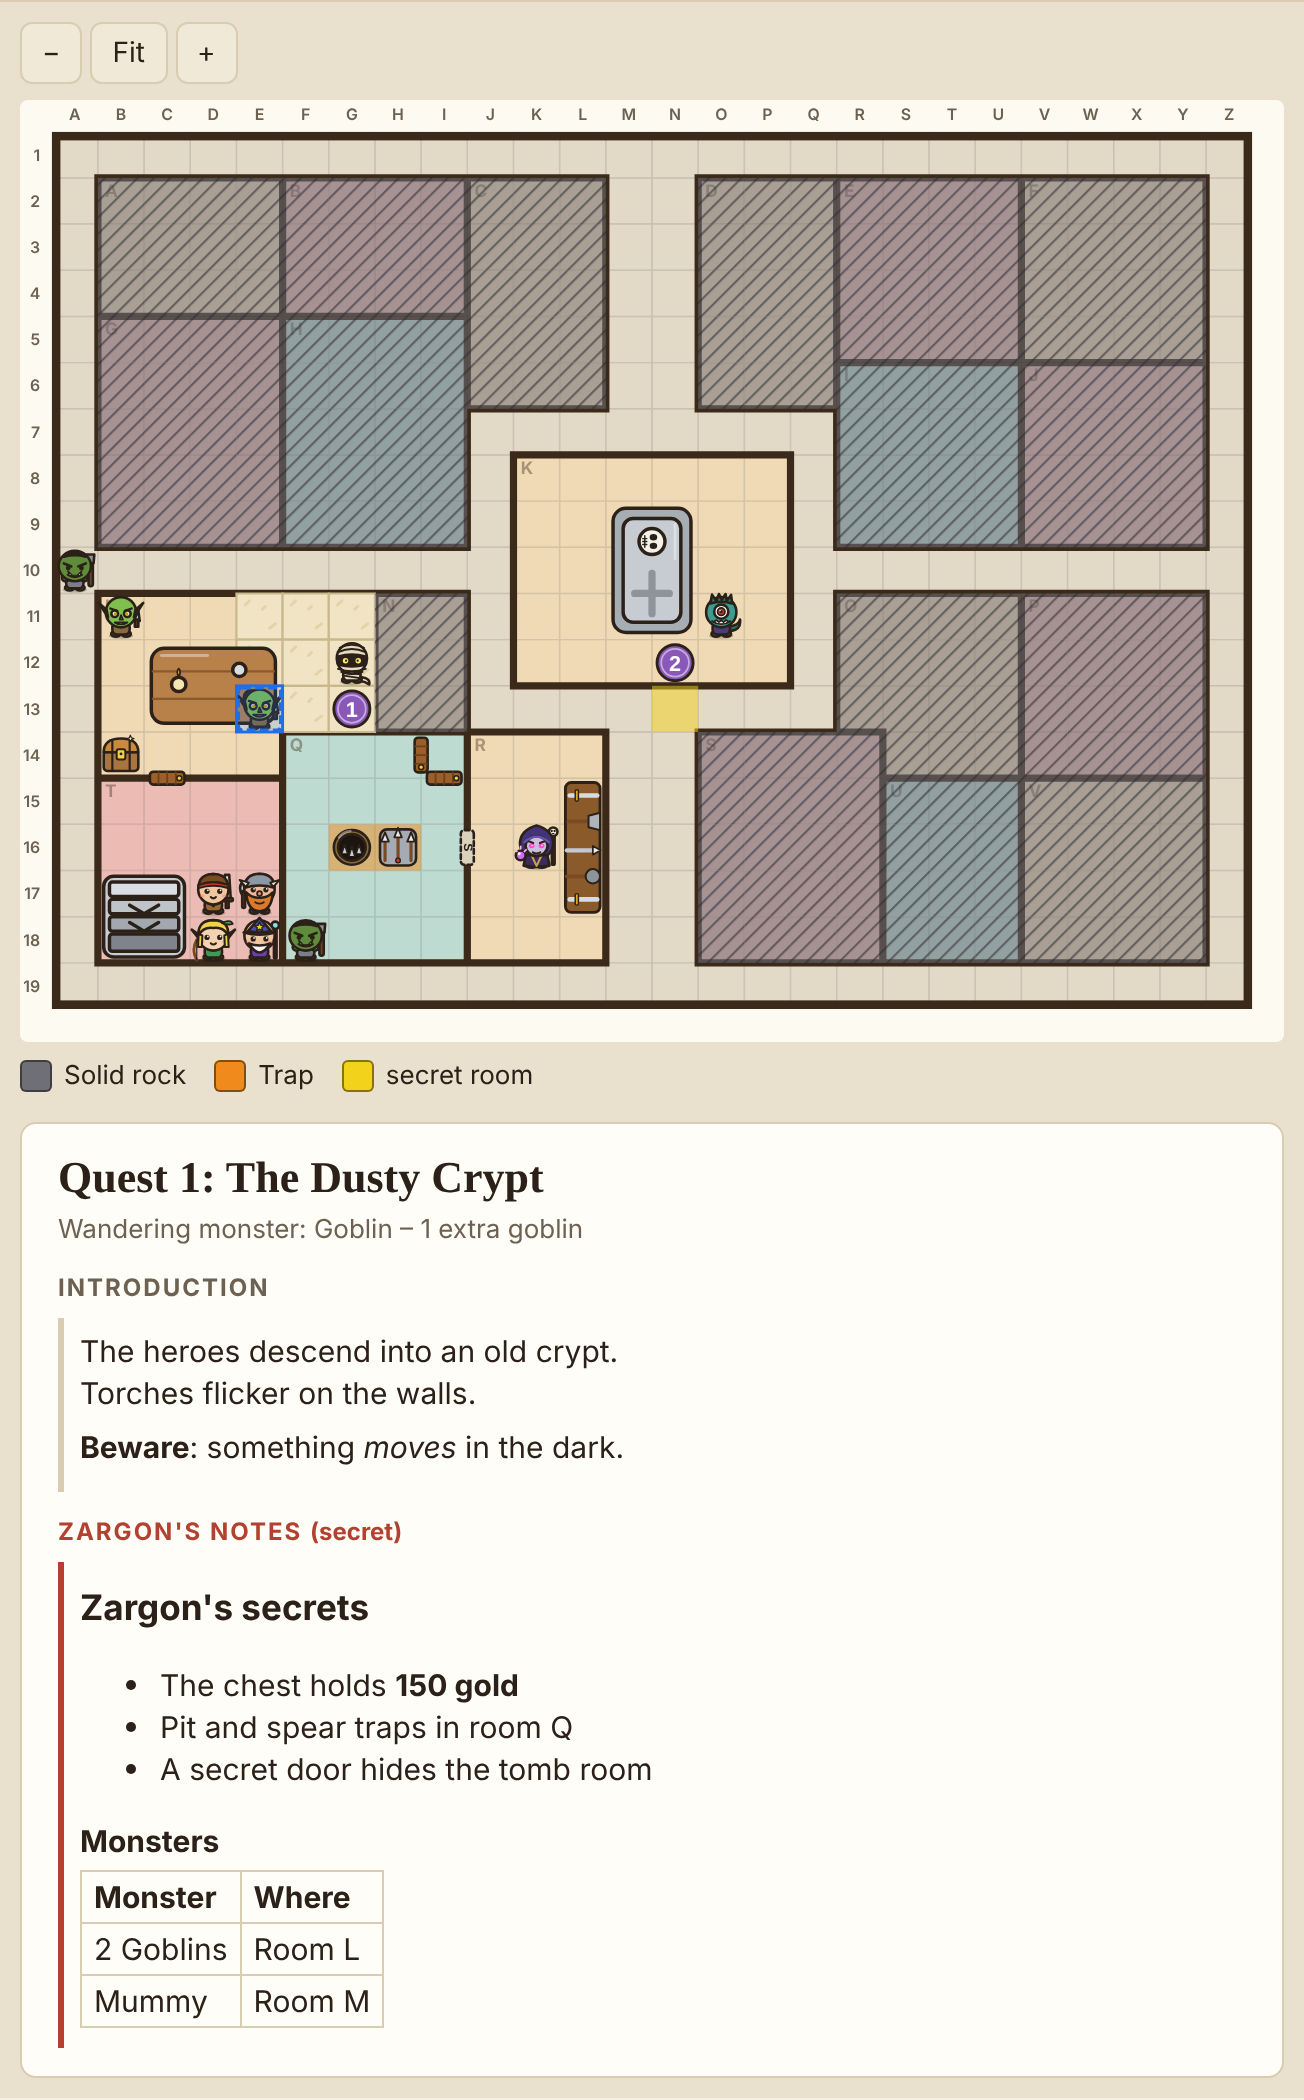 − Fit +
A B C D E F G H I J K L M N O P Q R S T U V W X Y Z
1
2
A B C D E F
3
4
5
G H
6
I J
7
8
K
9
10
11
N O P
12
2
13
1
14
Q R S
15
T U V
16
S
17
18
19
Solid rock Trap secret room
Quest 1: The Dusty Crypt
Wandering monster: Goblin – 1 extra goblin
INTRODUCTION
The heroes descend into an old crypt.
Torches flicker on the walls.
Beware: something moves in the dark.
ZARGON'S NOTES (secret)
Zargon's secrets
• The chest holds 150 gold
• Pit and spear traps in room Q
• A secret door hides the tomb room
Monsters
Monster Where
2 Goblins Room L
Mummy Room M